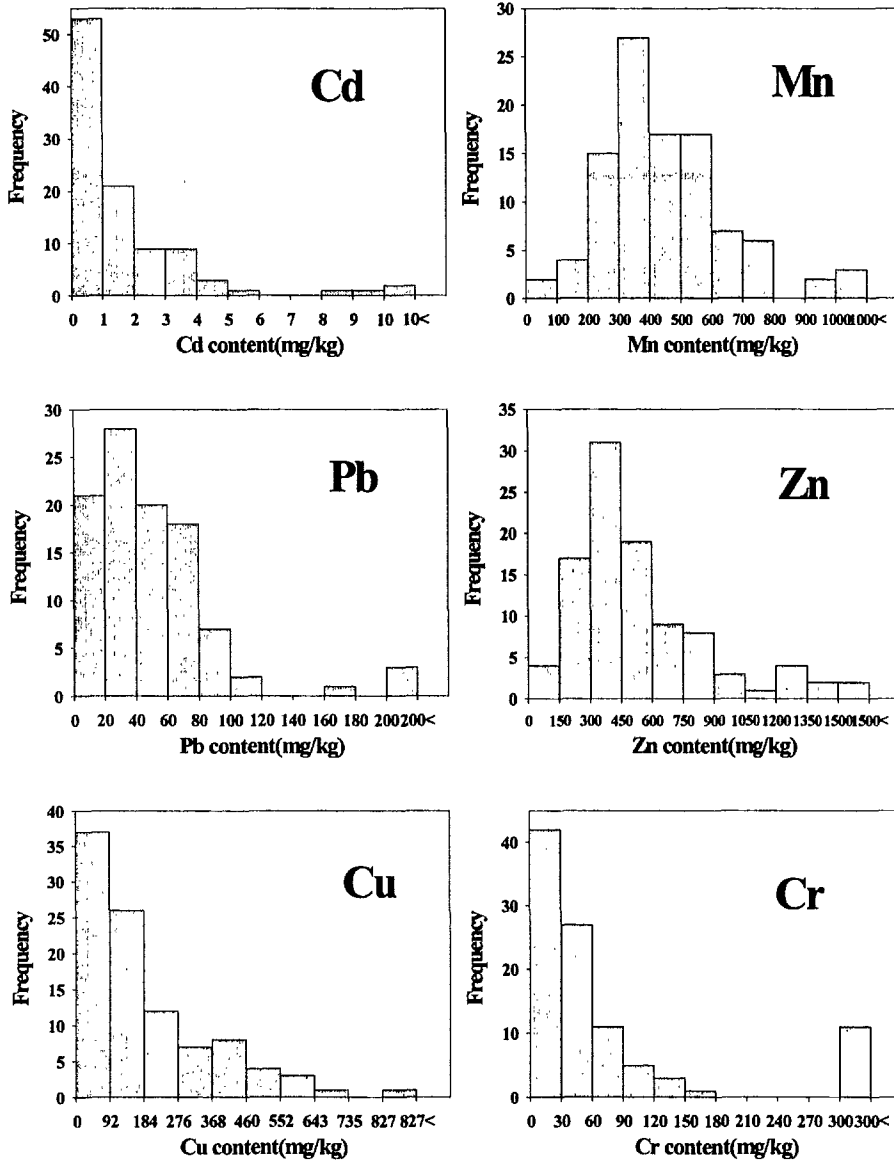 50
40
30
20
10
0
Frequency
Cd
0 1 2 3 4 5 6 7 8 9 10 10<
Cd content(mg/kg)
30
25
20
15
10
5
0
Frequency
Mn
0 100 200 300 400 500 600 700 800 900 1000 1000<
Mn content(mg/kg)
30
25
20
15
10
5
0
Frequency
Pb
0 20 40 60 80 100 120 140 160 180 200 200<
Pb content(mg/kg)
35
30
25
20
15
10
5
0
Frequency
Zn
0 150 300 450 600 750 900 1050 1200 1350 1500 1500<
Zn content(mg/kg)
40
35
30
25
20
15
10
5
0
Frequency
Cu
0 92 184 276 368 460 552 643 735 827 827<
Cu content(mg/kg)
40
30
20
10
0
Frequency
Cr
0 30 60 90 120 150 180 210 240 270 300 300<
Cr content(mg/kg)